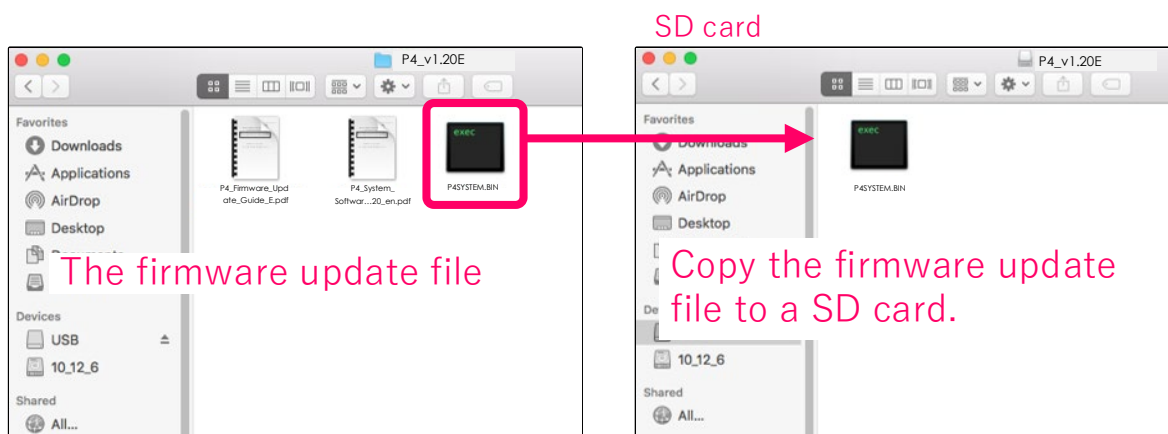 SD card
P4_v1.20E
Favorites
Downloads
Applications
AirDrop
Desktop
Devices
USB
10_12_6
Shared
All...
exec
P4_Firmware_Upd
ate_Guide_E.pdf
P4_System_
Softwar...20_en.pdf
P4SYSTEM.BIN
The firmware update file
P4_v1.20E
Favorites
Downloads
Applications
AirDrop
Desktop
De
10_12_6
Shared
All...
exec
P4SYSTEM.BIN
Copy the firmware update
file to a SD card.